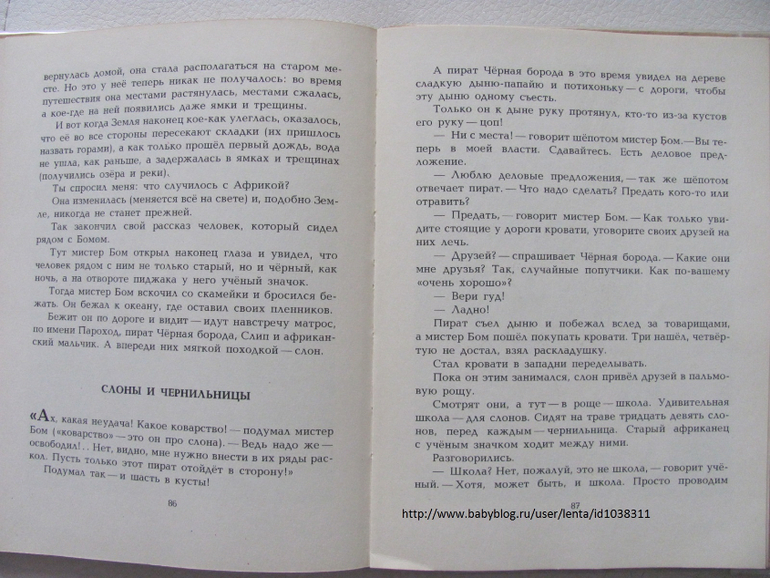 вернулась домой, она стала располагаться на старом ме-
сте. Но это у неё теперь никак не получалось: во время
путешествия она местами растянулась, местами сжалась,
а кое-где на ней появились даже ямки и трещины.
И вот когда Земля наконец кое-как улеглась, оказалось,
что её во все стороны пересекают складки (их пришлось
назвать горами), а как только прошёл первый дождь, вода
не ушла, как раньше, а задержалась в ямках и трещинах
(получились озёра и реки).
Ты спросил меня: что случилось с Африкой?
Она изменилась (меняется всё на свете) и, подобно Зем-
ле, никогда не станет прежней.
Так закончил свой рассказ человек, который сидел
рядом с Бомом.
Тут мистер Бом открыл наконец глаза и увидел, что
человек рядом с ним не только старый, но и чёрный, как
ночь, а на отвороте пиджака у него учёный значок.
Тогда мистер Бом вскочил со скамейки и бросился бе-
жать. Он бежал к океану, где оставил своих пленников.
Бежит он по дороге и видит — идут навстречу матрос,
по имени Пароход, пират Чёрная борода, Слип и африкан-
ский мальчик. А впереди них мягкой походкой — слон.
СЛОНЫ И ЧЕРНИЛЬНИЦЫ
«Ах, какая неудача! Какое коварство! — подумал мистер
Бом («коварство» — это он про слона). — Ведь надо же —
освободил!.. Нет, видно, мне нужно внести в их ряды рас-
кол. Пусть только этот пират отойдёт в сторону!»
Подумал так — и шасть в кусты!
86
А пират Чёрная борода в это время увидел на дереве
сладкую дыню-папайю и потихоньку — с дороги, чтобы
эту дыню одному съесть.
Только он к дыне руку протянул, кто-то из-за кустов
его руку — цоп!
— Ни с места! — говорит шёпотом мистер Бом. — Вы те-
перь в моей власти. Сдавайтесь. Есть деловое пред-
ложение.
— Люблю деловые предложения, — так же шёпотом
отвечает пират. — Что надо сделать? Предать кого-то или
отравить?
— Предать, — говорит мистер Бом. — Как только уви-
дите стоящие у дороги кровати, уговорите своих друзей на
них лечь.
— Друзей? — спрашивает Чёрная борода. — Какие они
мне друзья? Так, случайные попутчики. Как по-вашему
«очень хорошо»?
— Вери гуд!
— Ладно!
Пират съел дыню и побежал вслед за товарищами,
а мистер Бом пошёл покупать кровати. Три нашёл, четвёр-
тую не достал, взял раскладушку.
Стал кровати в западни переделывать.
Пока он этим занимался, слон привёл друзей в пальмо-
вую рощу.
Смотрят они, а тут — в роще — школа. Удивительная
школа — для слонов. Сидят на траве тридцать девять сло-
нов, перед каждым — чернильница. Старый африканец
с учёным значком ходит между ними.
Разговорились.
— Школа? Нет, пожалуй, это не школа, — говорит учё-
ный. — Хотя, может быть, и школа. Просто проводим
87
http://www.babyblog.ru/user/lenta/id1038311